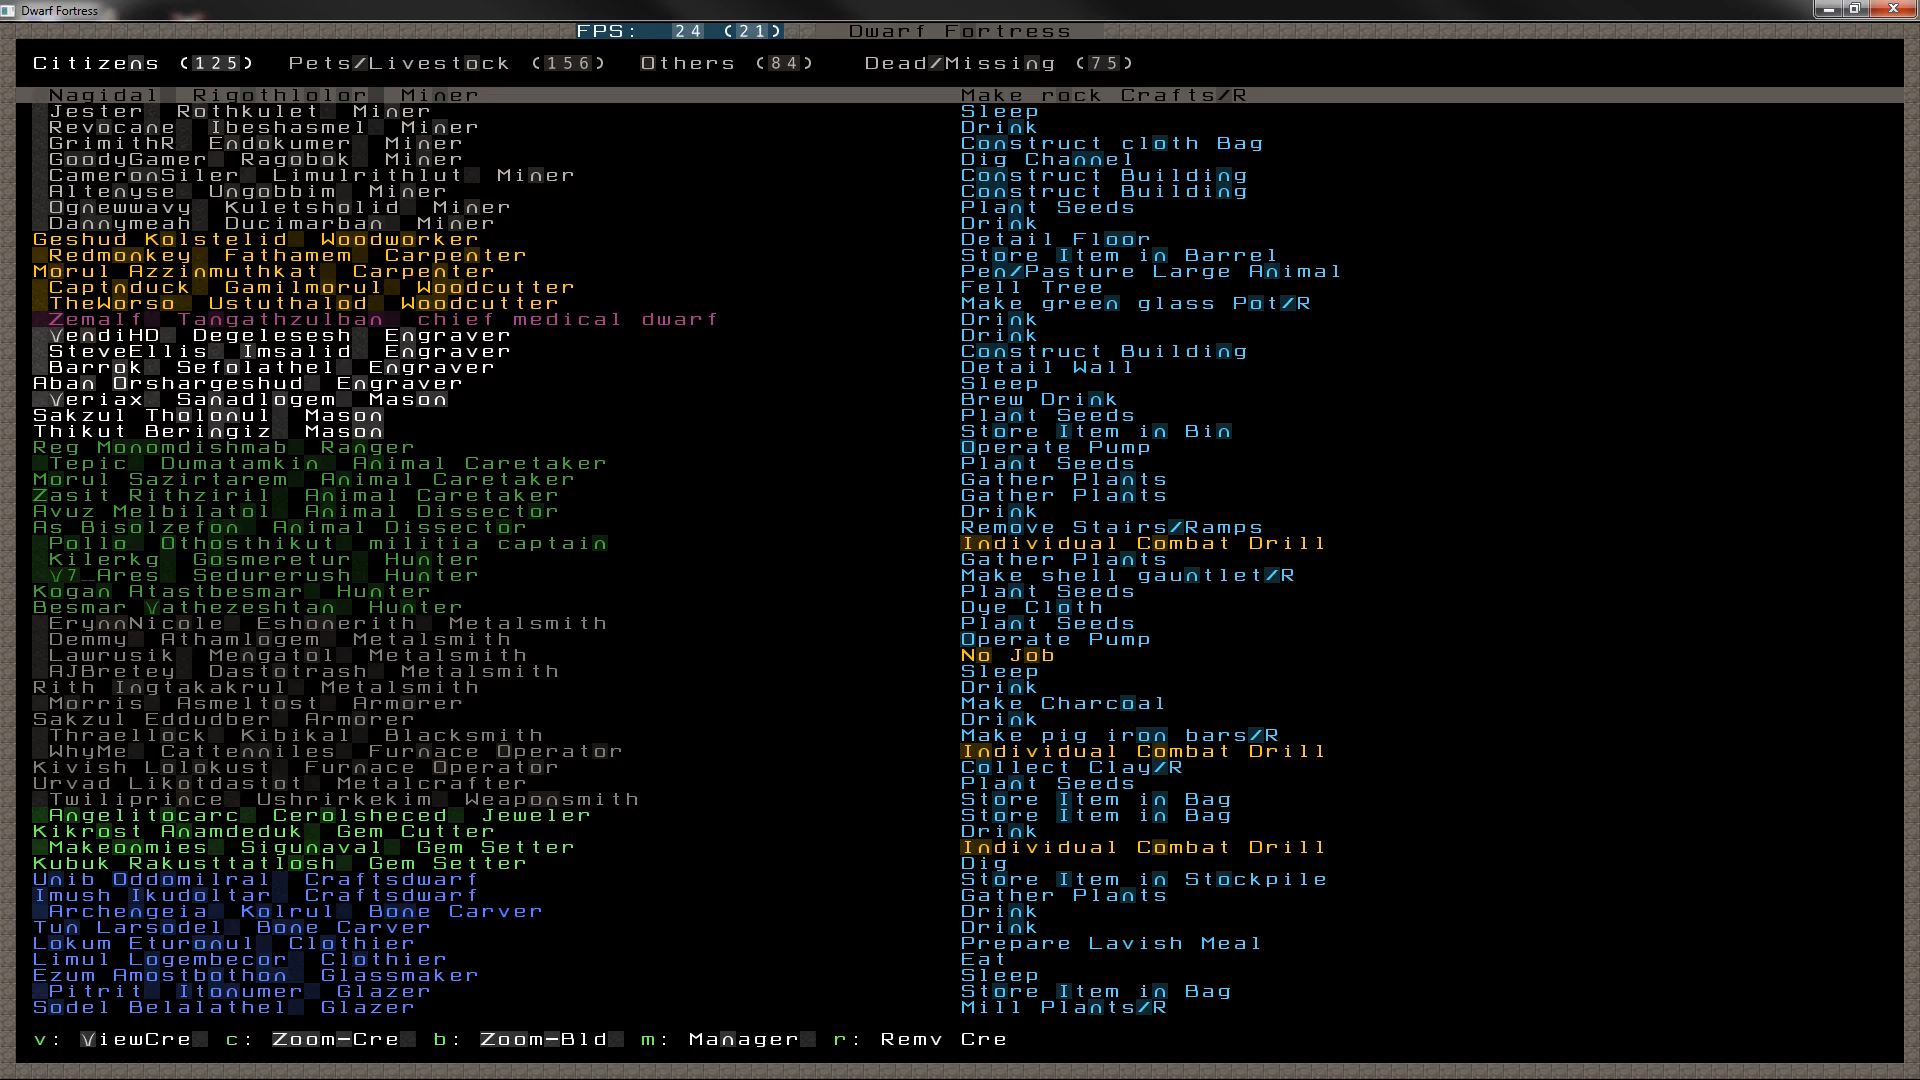 Dwarf Fortress
FPS: 24 (21) Dwarf Fortress
Citizens (125) Pets/Livestock (156) Others (84) Dead/Missing (75)
Nagidal Rigothlolor Miner Make rock Crafts/R
Jester Rothkulet Miner Sleep
Revocane Ibeshasmel Miner Drink
GrimithR Endokumer Miner Construct cloth Bag
GoodyGamer Ragobok Miner Dig Channel
CameronSiler Limulrithlut Miner Construct Building
Altenyse Ungobbim Miner Construct Building
Ognewwavy Kuletsholid Miner Plant Seeds
Dannymeah Ducimarban Miner Drink
Geshud Kolstelid Woodworker Detail Floor
Redmonkey Fathamem Carpenter Store Item in Barrel
Morul Azzinmuthkat Carpenter Pen/Pasture Large Animal
Captnduck Gamilmorul Woodcutter Fell Tree
TheWorso Ustuthalod Woodcutter Make green glass Pot/R
Zemalf Tangathzulban chief medical dwarf Drink
VendiHD Degelesesh Engraver Drink
SteveEllis Imsalid Engraver Construct Building
Barrok Sefolathel Engraver Detail Wall
Aban Orshargeshud Engraver Sleep
Veriax Sanadlogem Mason Brew Drink
Sakzul Tholonul Mason Plant Seeds
Thikut Beringiz Mason Store Item in Bin
Reg Monomdishmab Ranger Operate Pump
Tepic Dumatamkin Animal Caretaker Plant Seeds
Morul Sazirtarem Animal Caretaker Gather Plants
Zasit Rithziril Animal Caretaker Gather Plants
Avuz Melbilatol Animal Dissector Drink
As Bisolzefon Animal Dissector Remove Stairs/Ramps
Pollo Othosthikut militia captain Individual Combat Drill
Kilerkg Gosmeretur Hunter Gather Plants
V7_Ares Sedurerush Hunter Make shell gauntlet/R
Kogan Atastbesmar Hunter Plant Seeds
Besmar Vathezeshtan Hunter Dye Cloth
ErynnNicole Eshonerith Metalsmith Plant Seeds
Demmy Athamlogem Metalsmith Operate Pump
Lawrusik Mengatol Metalsmith No Job
AJBretey Dastotrash Metalsmith Sleep
Rith Ingtakakrul Metalsmith Drink
Morris Asmeltost Armorer Make Charcoal
Sakzul Eddudber Armorer Drink
Thraellock Kibikal Blacksmith Make pig iron bars/R
WhyMe Cattenniles Furnace Operator Individual Combat Drill
Kivish Lolokust Furnace Operator Collect Clay/R
Urvad Likotdastot Metalcrafter Plant Seeds
Twiliprince Ushrirkekim Weaponsmith Store Item in Bag
Angelitocarc Cerolsheced Jeweler Store Item in Bag
Kikrost Anamdeduk Gem Cutter Drink
Makeonmies Sigunaval Gem Setter Individual Combat Drill
Kubuk Rakusttatlosh Gem Setter Dig
Unib Oddomilral Craftsdwarf Store Item in Stockpile
Imush Ikudoltar Craftsdwarf Gather Plants
Archengeia Kolrul Bone Carver Drink
Tun Larsodel Bone Carver Drink
Lokum Eturonul Clothier Prepare Lavish Meal
Limul Logembecor Clothier Eat
Ezum Amostbothon Glassmaker Sleep
Pitrit Itonumer Glazer Store Item in Bag
Sodel Belalathel Glazer Mill Plants/R
v: ViewCre c: Zoom-Cre b: Zoom-Bld m: Manager r: Remv Cre